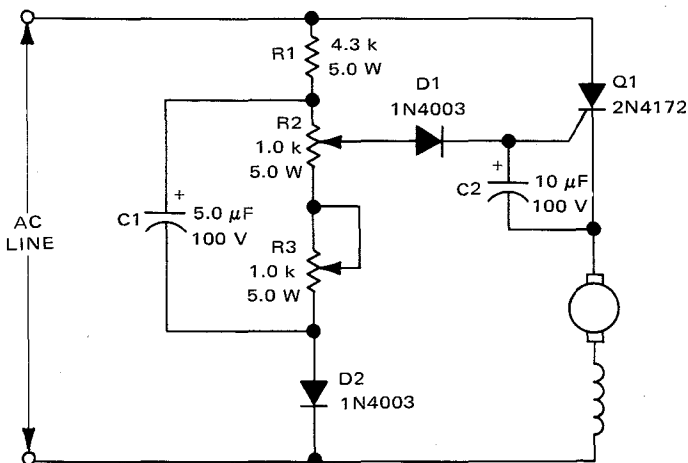 R1
4.3 k
5.0 W
D1
1N4003
Q1
2N4172
R2
1.0 k
5.0 W
+
C2
10 μF
100 V
+
C1
5.0 μF
100 V
AC
LINE
R3
1.0 k
5.0 W
D2
1N4003